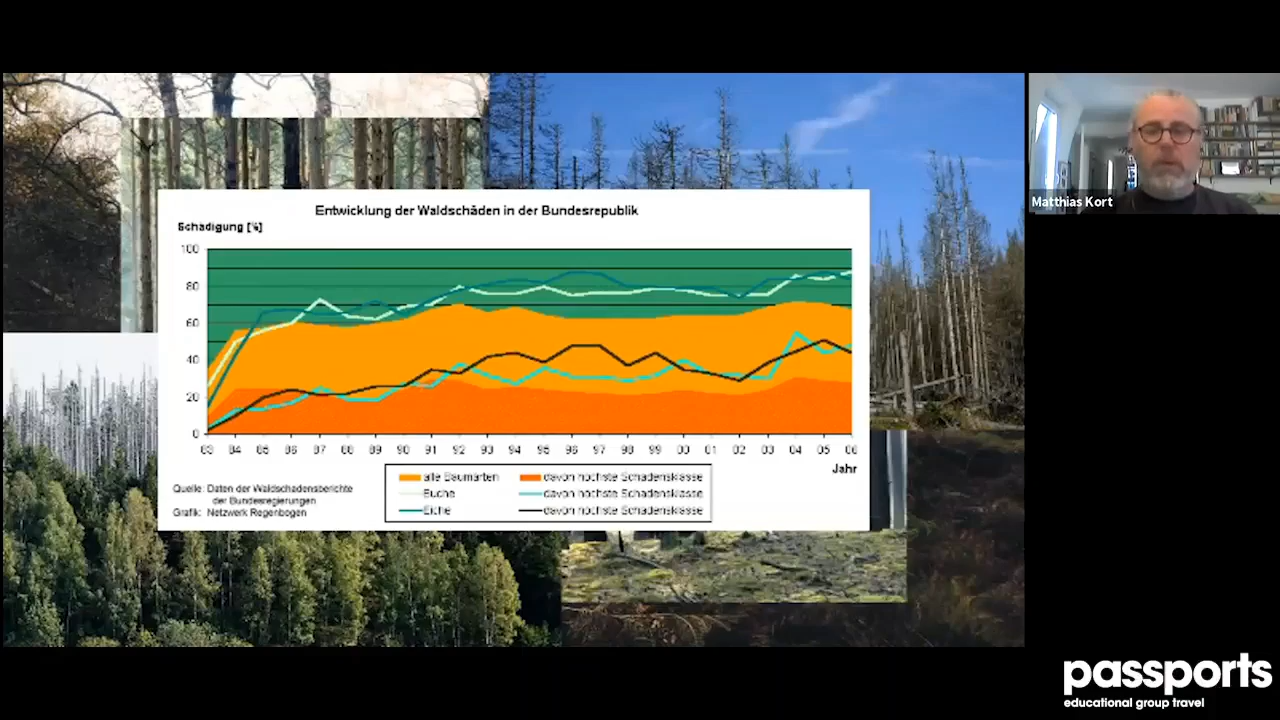 Entwicklung der Waldschäden in der Bundesrepublik
Schädigung [%]
100
80
60
40
20
0
83 84 85 86 87 88 89 90 91 92 93 94 95 96 97 98 99 00 01 02 03 04 05 06
Jahr
alle Baumarten davon höchste Schadensklasse
Buche davon höchste Schadensklasse
Eiche davon höchste Schadensklasse
Quelle: Daten der Waldschadensberichte
der Bundesregierungen
Grafik: Netzwerk Regenbogen
Matthias Kort
passports
educational group travel